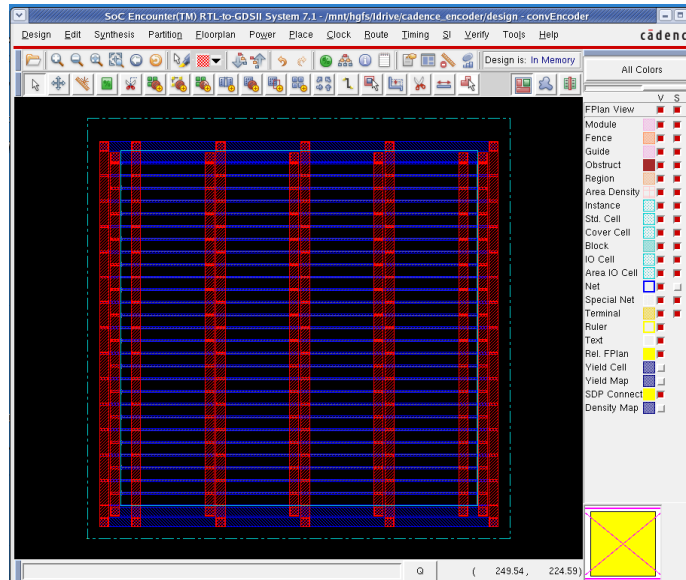 SoC Encounter(TM) RTL-to-GDSII System 7.1 - /mnt/hgfs/Idrive/cadence_encoder/design - convEncoder
Design Edit Synthesis Partition Floorplan Power Place Clock Route Timing SI Verify Tools Help cādenc
Design is: In Memory
All Colors
V S
FPlan View
Module
Fence
Guide
Obstruct
Region
Area Density
Instance
Std. Cell
Cover Cell
Block
IO Cell
Area IO Cell
Net
Special Net
Terminal
Ruler
Text
Rel. FPlan
Yield Cell
Yield Map
SDP Connect
Density Map
Q ( 249.54, 224.59)